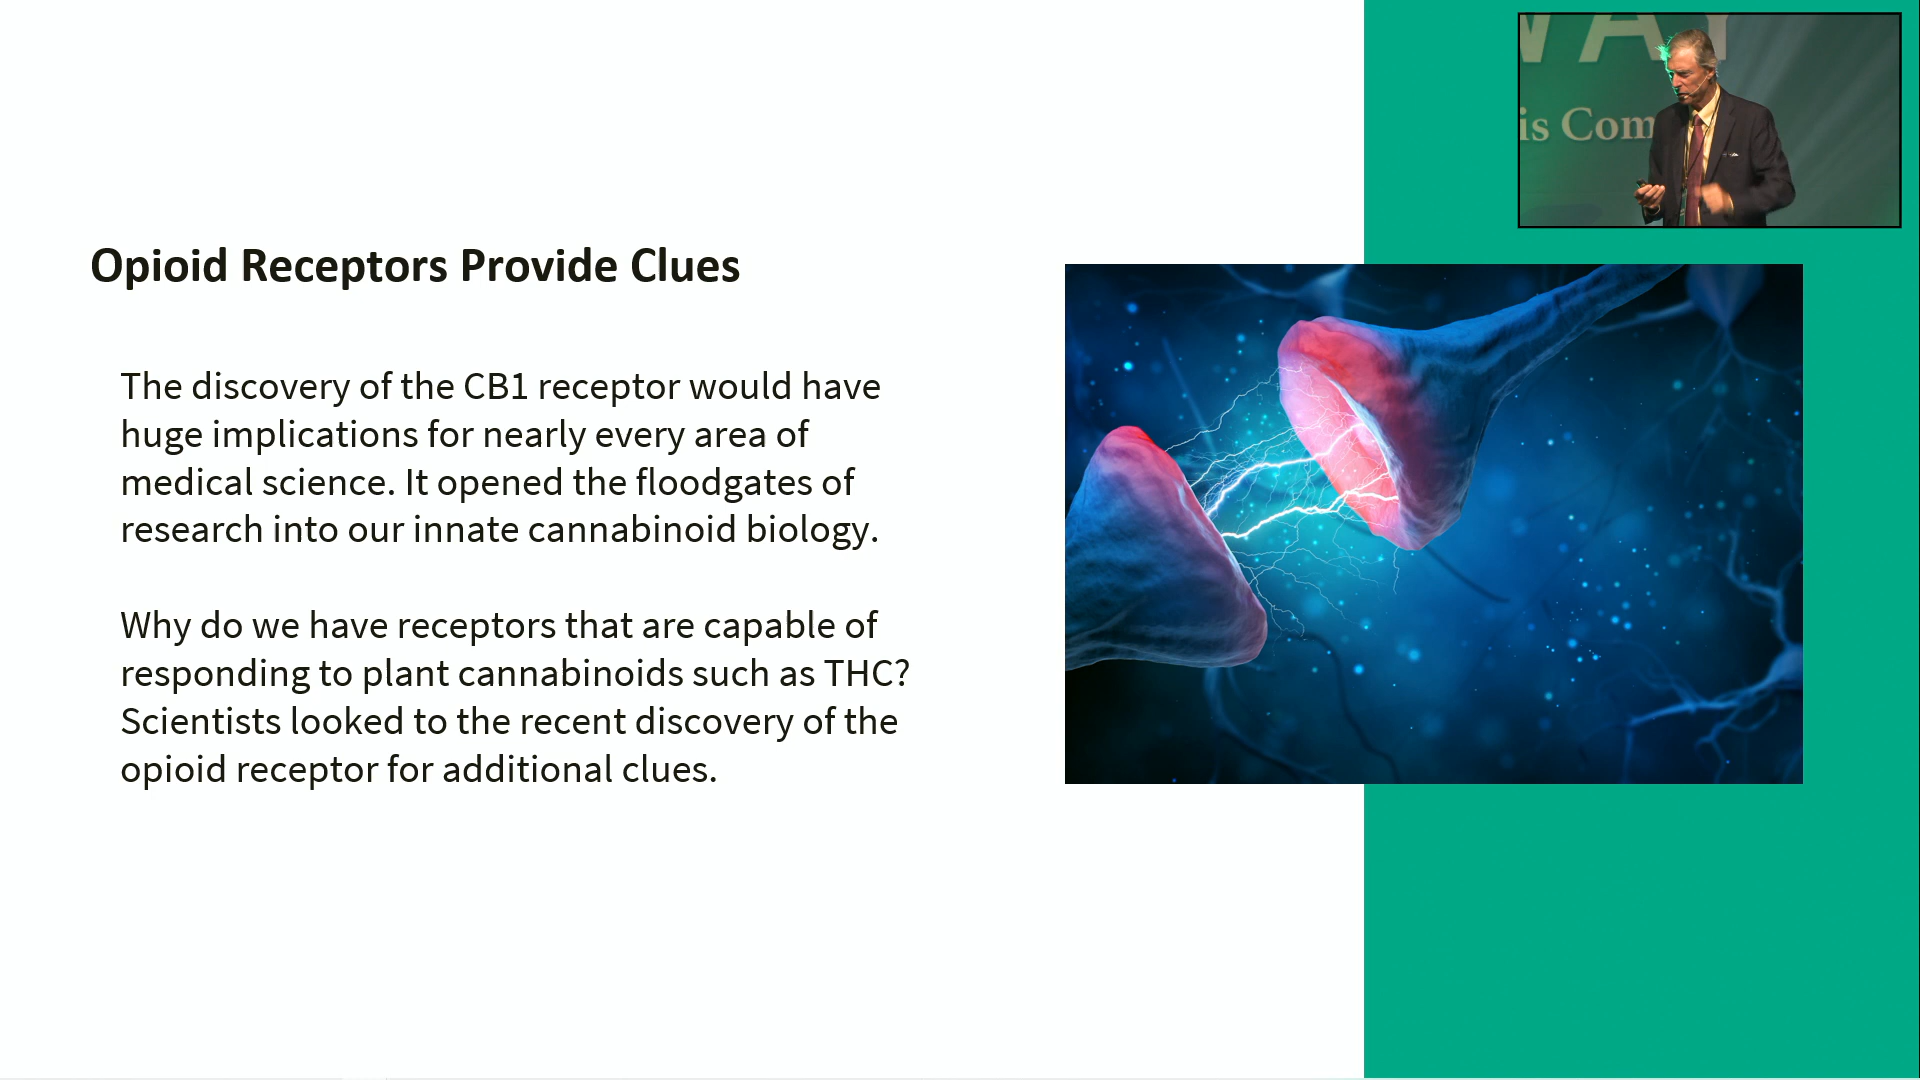 WAY
is Com
Opioid Receptors Provide Clues
The discovery of the CB1 receptor would have
huge implications for nearly every area of
medical science. It opened the floodgates of
research into our innate cannabinoid biology.
Why do we have receptors that are capable of
responding to plant cannabinoids such as THC?
Scientists looked to the recent discovery of the
opioid receptor for additional clues.